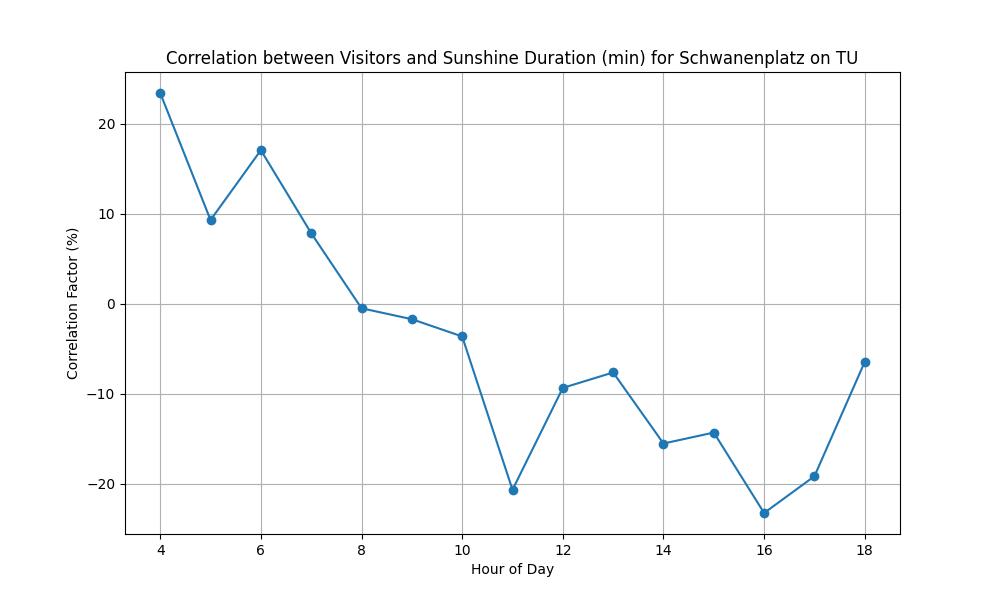 Correlation between Visitors and Sunshine Duration (min) for Schwanenplatz on TU
Correlation Factor (%)
20
10
0
−10
−20
4 6 8 10 12 14 16 18
Hour of Day